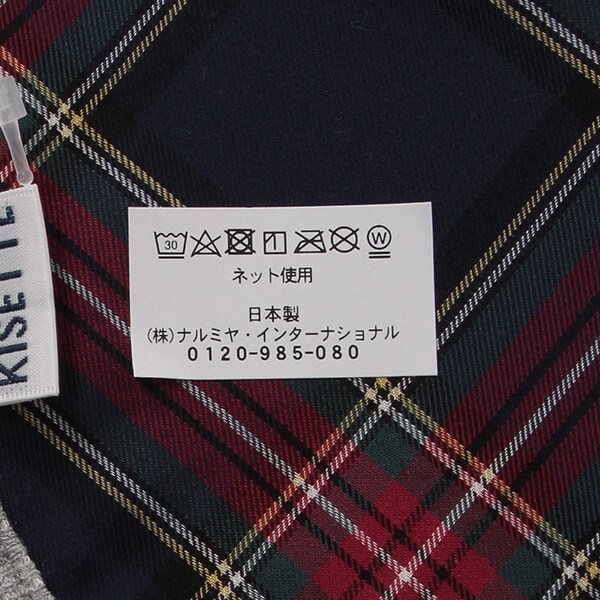 30 W
ネット使用
日本製
(株)ナルミヤ・インターナショナル
0120-985-080
KISETTE